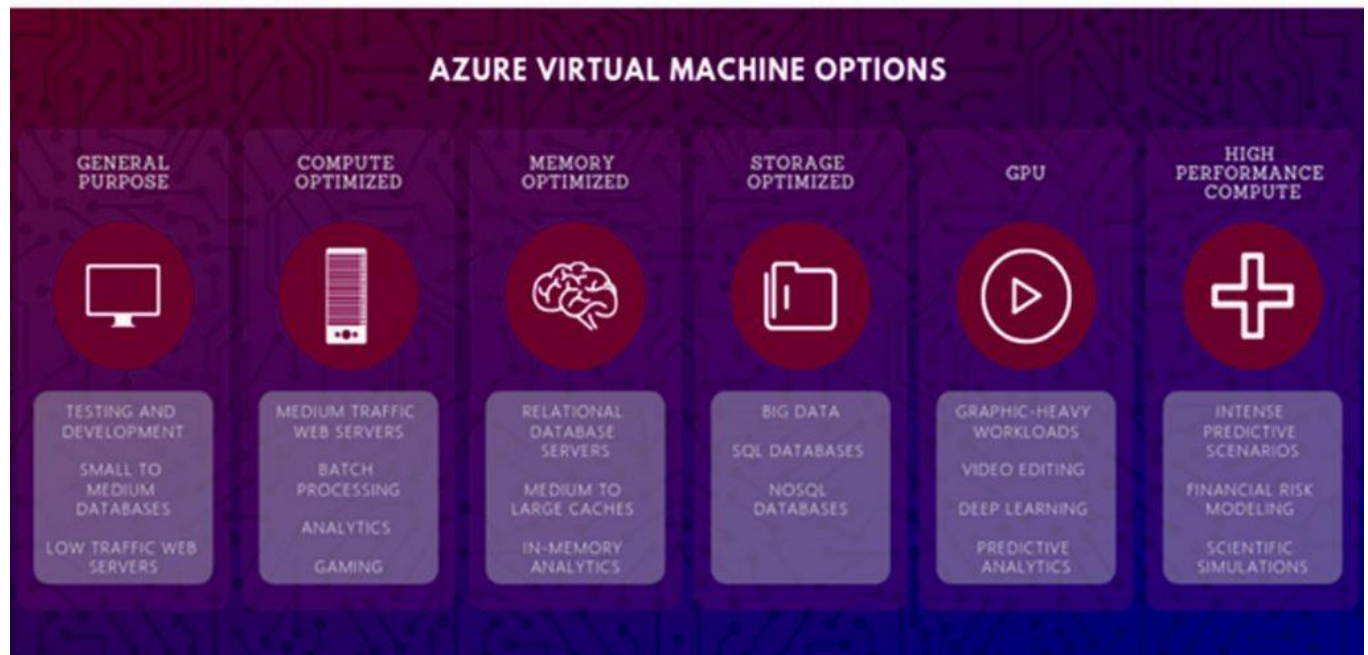 AZURE VIRTUAL MACHINE OPTIONS
GENERAL
PURPOSE
TESTING AND
DEVELOPMENT
SMALL TO
MEDIUM
DATABASES
LOW TRAFFIC WEB
SERVERS
COMPUTE
OPTIMIZED
MEDIUM TRAFFIC
WEB SERVERS
BATCH
PROCESSING
ANALYTICS
GAMING
MEMORY
OPTIMIZED
RELATIONAL
DATABASE
SERVERS
MEDIUM TO
LARGE CACHES
IN-MEMORY
ANALYTICS
STORAGE
OPTIMIZED
BIG DATA
SQL DATABASES
NOSQL
DATABASES
GPU
GRAPHIC-HEAVY
WORKLOADS
VIDEO EDITING
DEEP LEARNING
PREDICTIVE
ANALYTICS
HIGH
PERFORMANCE
COMPUTE
INTENSE
PREDICTIVE
SCENARIOS
FINANCIAL RISK
MODELING
SCIENTIFIC
SIMULATIONS